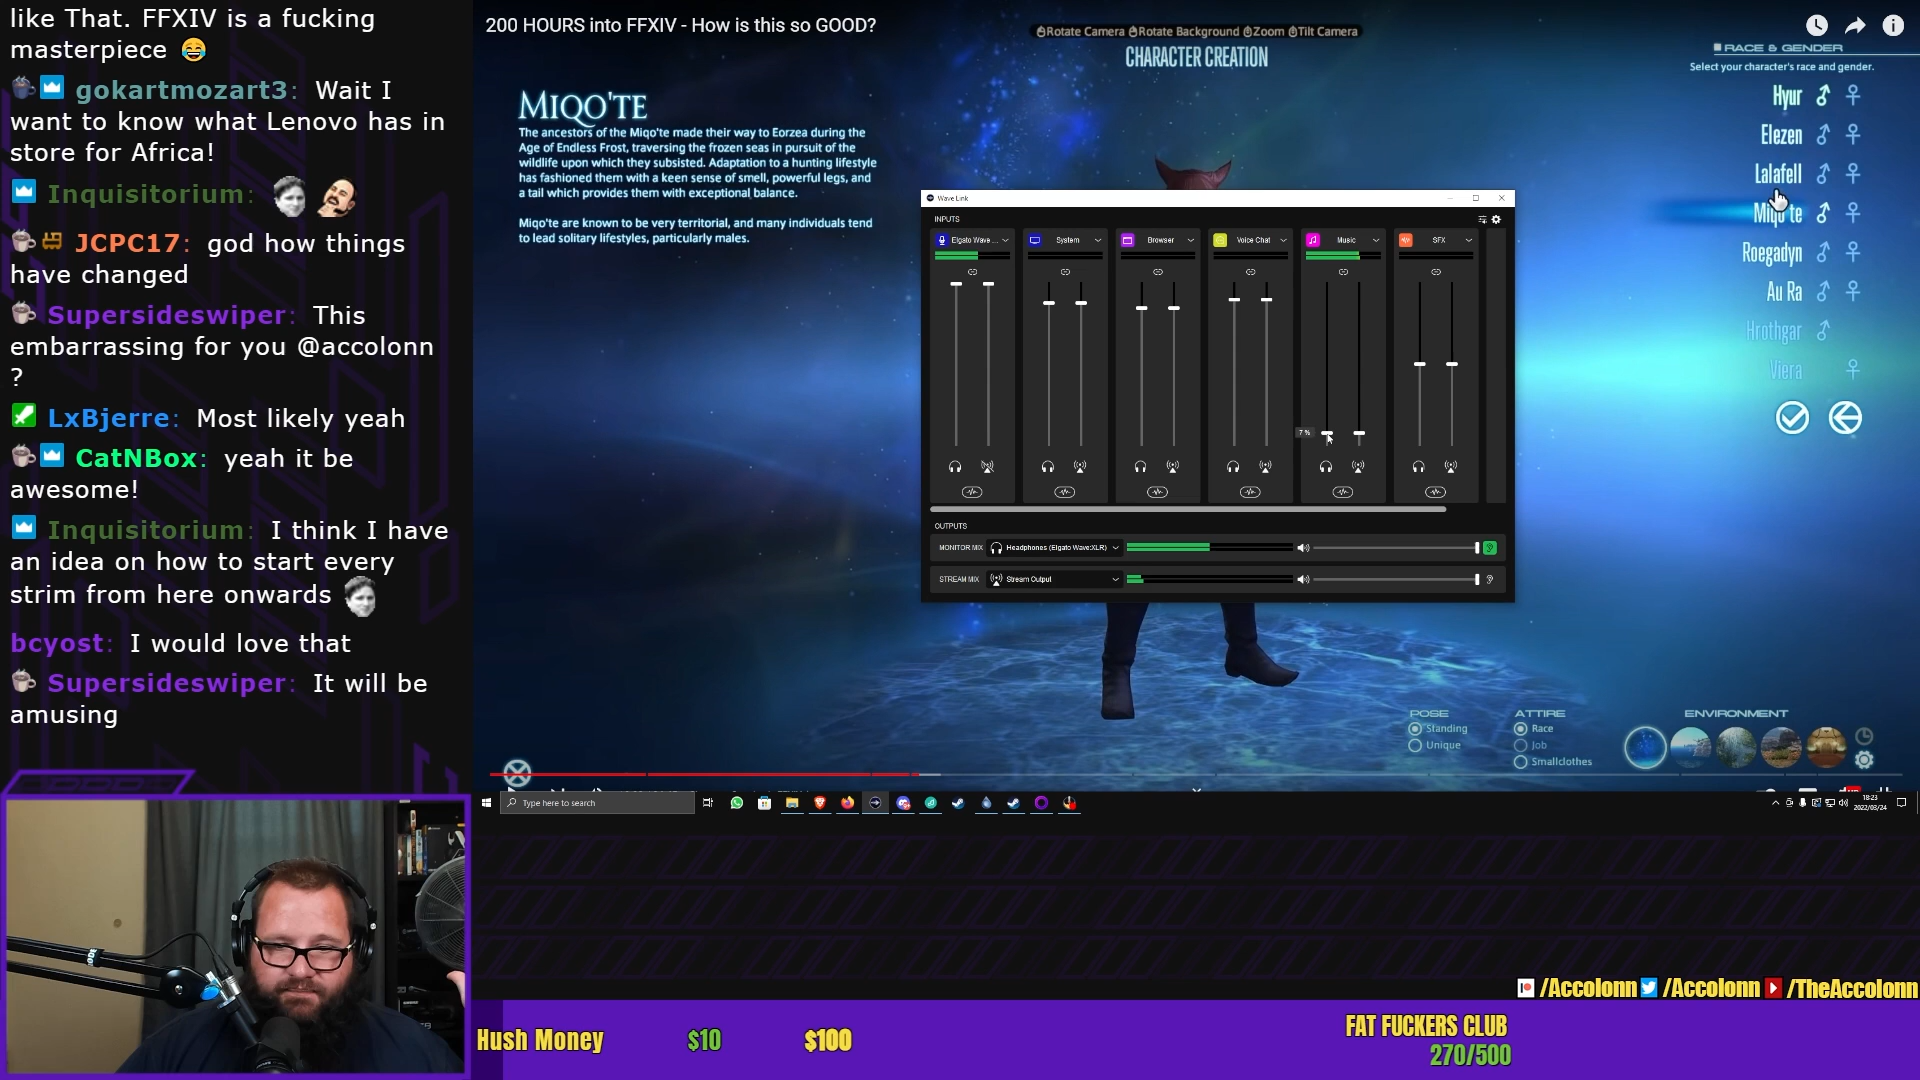 like That. FFXIV is a fucking
masterpiece 😂
gokartmozart3: Wait I
want to know what Lenovo has in
store for Africa!
Inquisitorium:
JCPC17: god how things
have changed
Supersideswiper: This
embarrassing for you @accolonn
?
LxBjerre: Most likely yeah
CatNBox: yeah it be
awesome!
Inquisitorium: I think I have
an idea on how to start every
strim from here onwards
bcyost: I would love that
Supersideswiper: It will be
amusing
200 HOURS into FFXIV - How is this so GOOD?
Rotate Camera Rotate Background Zoom Tilt Camera
CHARACTER CREATION
MIQO'TE
The ancestors of the Miqo'te made their way to Eorzea during the
Age of Endless Frost, traversing the frozen seas in pursuit of the
wildlife upon which they subsisted. Adaptation to a hunting lifestyle
has fashioned them with a keen sense of smell, powerful legs, and
a tail which provides them with exceptional balance.
Miqo'te are known to be very territorial, and many individuals tend
to lead solitary lifestyles, particularly males.
RACE & GENDER
Select your character's race and gender.
Hyur ♂ ♀
Elezen ♂ ♀
Lalafell ♂ ♀
Miqo'te ♂ ♀
Roegadyn ♂ ♀
Au Ra ♂ ♀
Hrothgar ♂
Viera ♀
Wave Link
INPUTS
Elgato Wave ... System Browser Voice Chat Music SFX
7 %
OUTPUTS
MONITOR MIX Headphones (Elgato Wave:XLR)
STREAM MIX Stream Output
POSE
Standing
Unique
ATTIRE
Race
Job
Smallclothes
ENVIRONMENT
Type here to search
18:23
2022/03/24
/Accolonn /Accolonn /TheAccolonn
Hush Money $10 $100
FAT FUCKERS CLUB
270/500